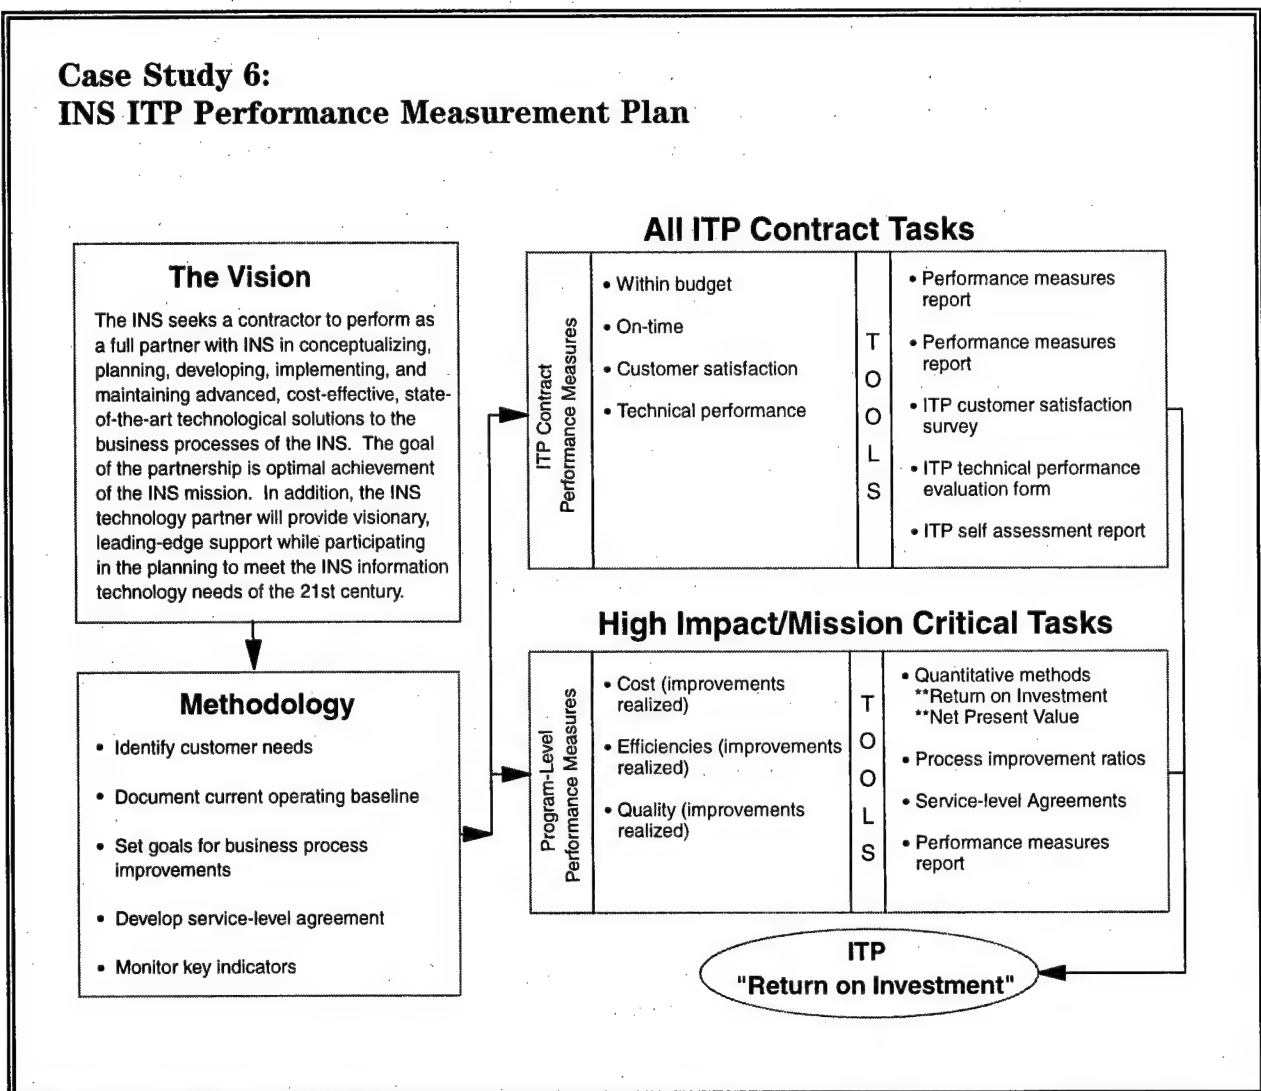 Case Study 6:
INS ITP Performance Measurement Plan
The Vision
The INS seeks a contractor to perform as
a full partner with INS in conceptualizing,
planning, developing, implementing, and
maintaining advanced, cost-effective, state-
of-the-art technological solutions to the
business processes of the INS. The goal
of the partnership is optimal achievement
of the INS mission. In addition, the INS
technology partner will provide visionary,
leading-edge support while participating
in the planning to meet the INS information
technology needs of the 21st century.
Methodology
• Identify customer needs
• Document current operating baseline
• Set goals for business process
improvements
• Develop service-level agreement
• Monitor key indicators
All ITP Contract Tasks
ITP Contract
Performance Measures
• Within budget
• On-time
• Customer satisfaction
• Technical performance
T
O
O
L
S
• Performance measures
report
• Performance measures
report
• ITP customer satisfaction
survey
• ITP technical performance
evaluation form
• ITP self assessment report
High Impact/Mission Critical Tasks
Program-Level
Performance Measures
• Cost (improvements
realized)
• Efficiencies (improvements
realized)
• Quality (improvements
realized)
T
O
O
L
S
• Quantitative methods
**Return on Investment
**Net Present Value
• Process improvement ratios
• Service-level Agreements
• Performance measures
report
ITP
"Return on Investment"